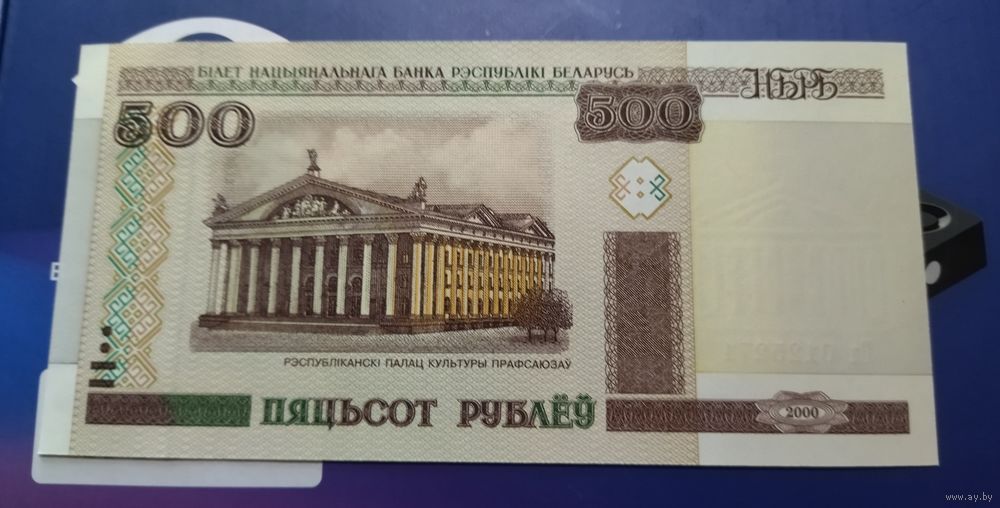 БІЛЕТ НАЦЫЯНАЛЬНАГА БАНКА РЭСПУБЛІКІ БЕЛАРУСЬ
НБРБ
500
500
РЭСПУБЛІКАНСКІ ПАЛАЦ КУЛЬТУРЫ ПРАФСАЮЗАЎ
ПЯЦЬСОТ РУБЛЁЎ
2000
www.ay.by